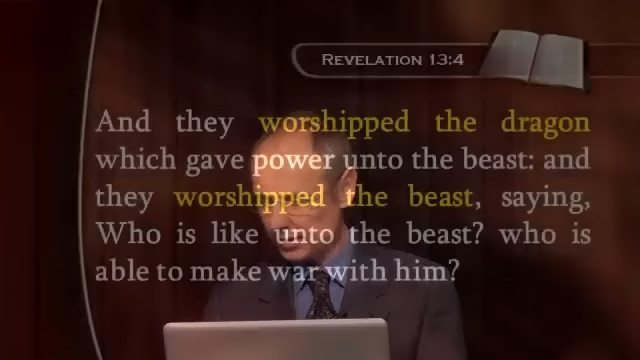 REVELATION 13:4
And they worshipped the dragon
which gave power unto the beast: and
they worshipped the beast, saying,
Who is like unto the beast? who is
able to make war with him?